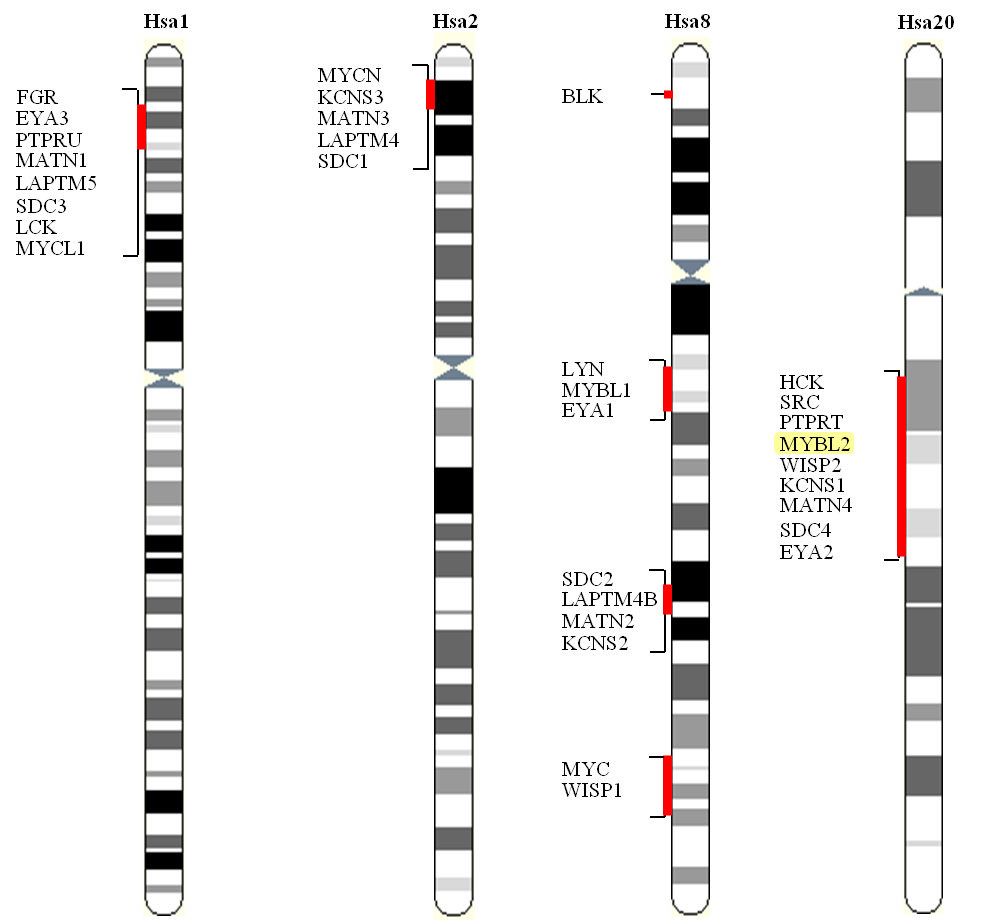 Hsa1
Hsa2
Hsa8
Hsa20
FGR
EYA3
PTPRU
MATN1
LAPTM5
SDC3
LCK
MYCL1
MYCN
KCNS3
MATN3
LAPTM4
SDC1
BLK
LYN
MYBL1
EYA1
SDC2
LAPTM4B
MATN2
KCNS2
MYC
WISP1
HCK
SRC
PTPRT
MYBL2
WISP2
KCNS1
MATN4
SDC4
EYA2